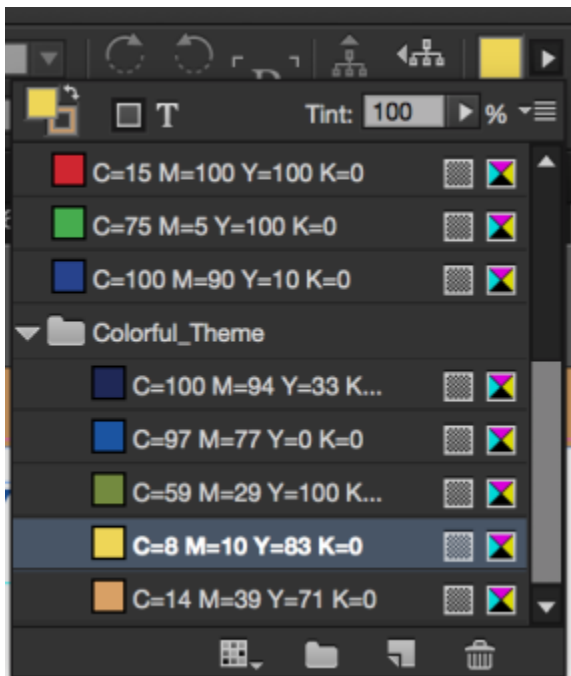 T Tint: 100 %
C=15 M=100 Y=100 K=0
C=75 M=5 Y=100 K=0
C=100 M=90 Y=10 K=0
Colorful_Theme
C=100 M=94 Y=33 K...
C=97 M=77 Y=0 K=0
C=59 M=29 Y=100 K...
C=8 M=10 Y=83 K=0
C=14 M=39 Y=71 K=0